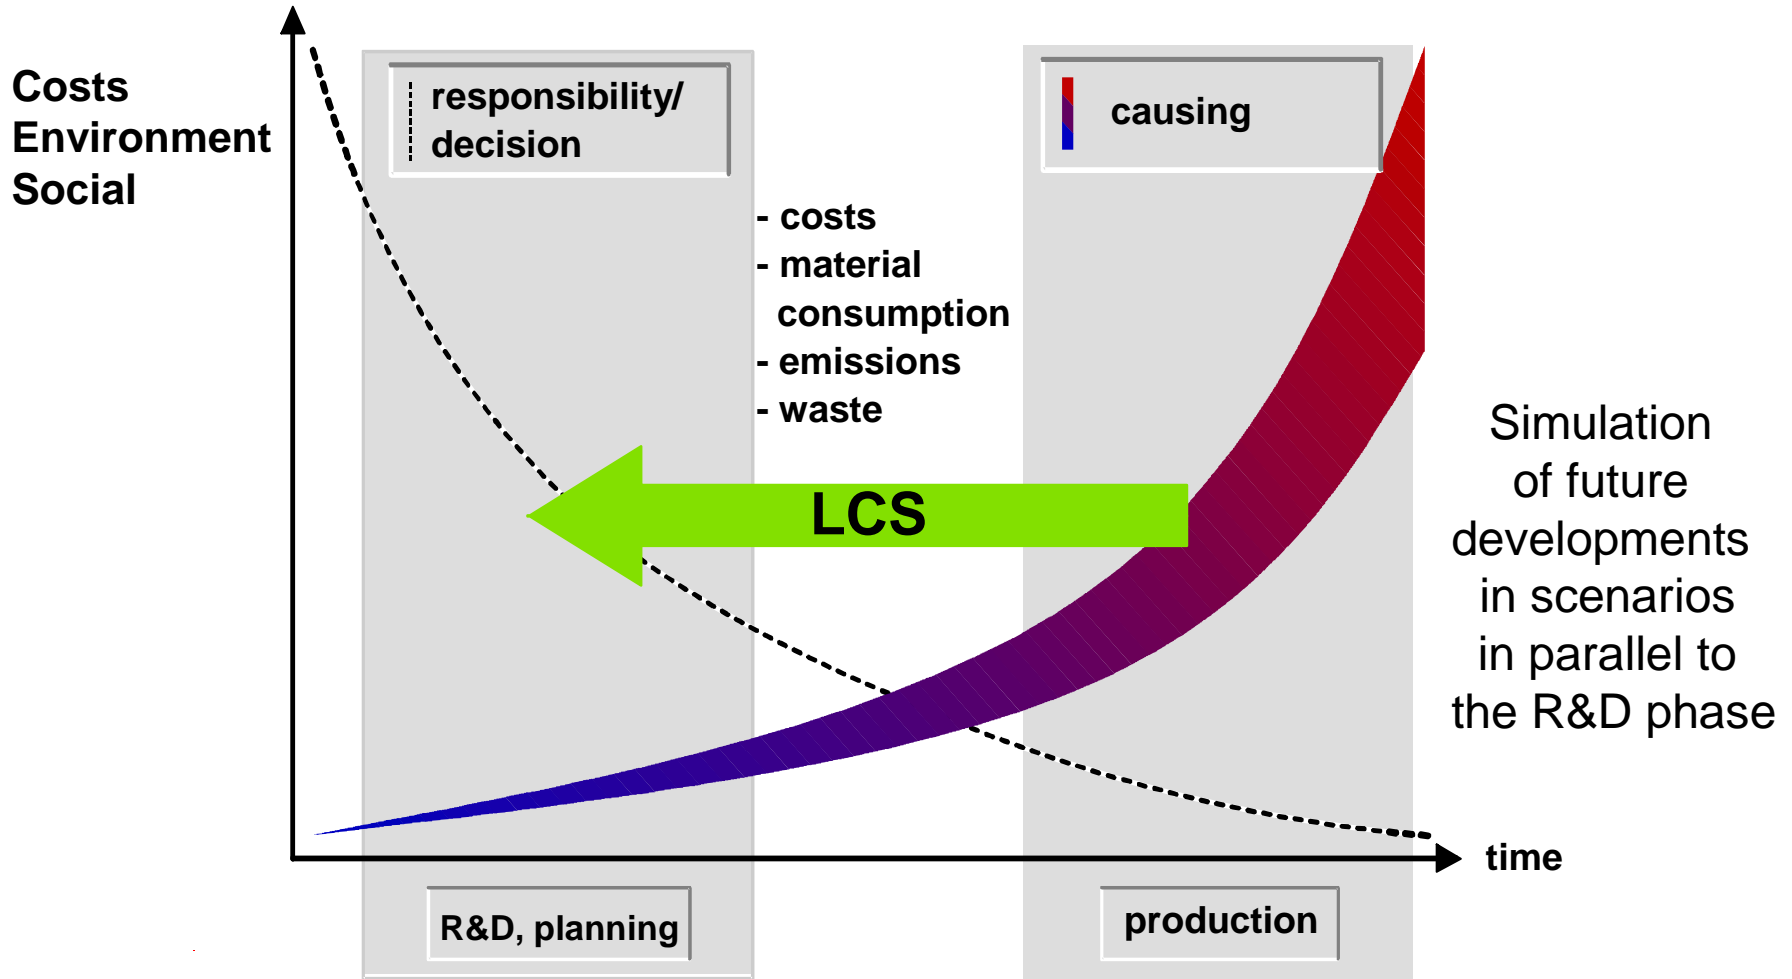 Costs
Environment
Social
responsibility/
decision
causing
- costs
- material
consumption
- emissions
- waste
LCS
Simulation
of future
developments
in scenarios
in parallel to
the R&D phase
time
R&D, planning
production